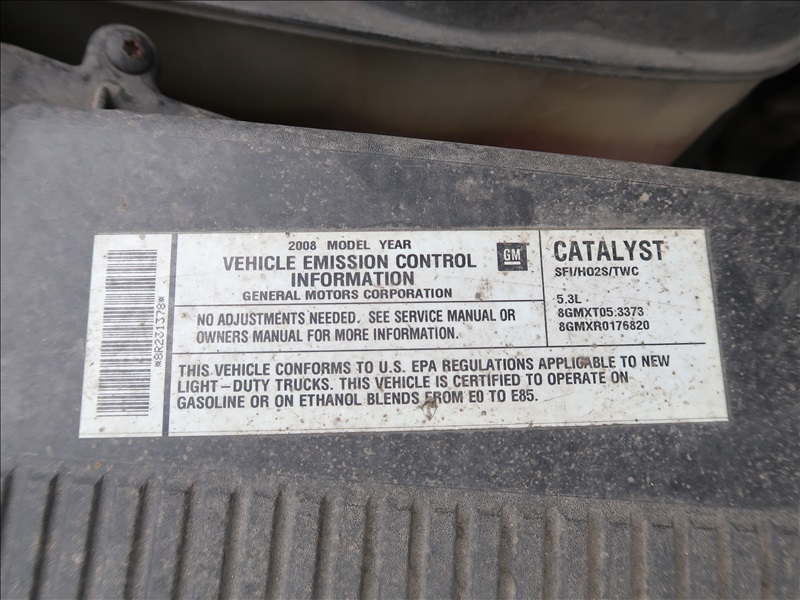 *8R231378*
2008 MODEL YEAR
VEHICLE EMISSION CONTROL
INFORMATION
GENERAL MOTORS CORPORATION
GM
NO ADJUSTMENTS NEEDED. SEE SERVICE MANUAL OR
OWNERS MANUAL FOR MORE INFORMATION.
CATALYST
SFI/HO2S/TWC
5.3L
8GMXT05.3373
8GMXR0176820
THIS VEHICLE CONFORMS TO U.S. EPA REGULATIONS APPLICABLE TO NEW
LIGHT-DUTY TRUCKS. THIS VEHICLE IS CERTIFIED TO OPERATE ON
GASOLINE OR ON ETHANOL BLENDS FROM E0 TO E85.